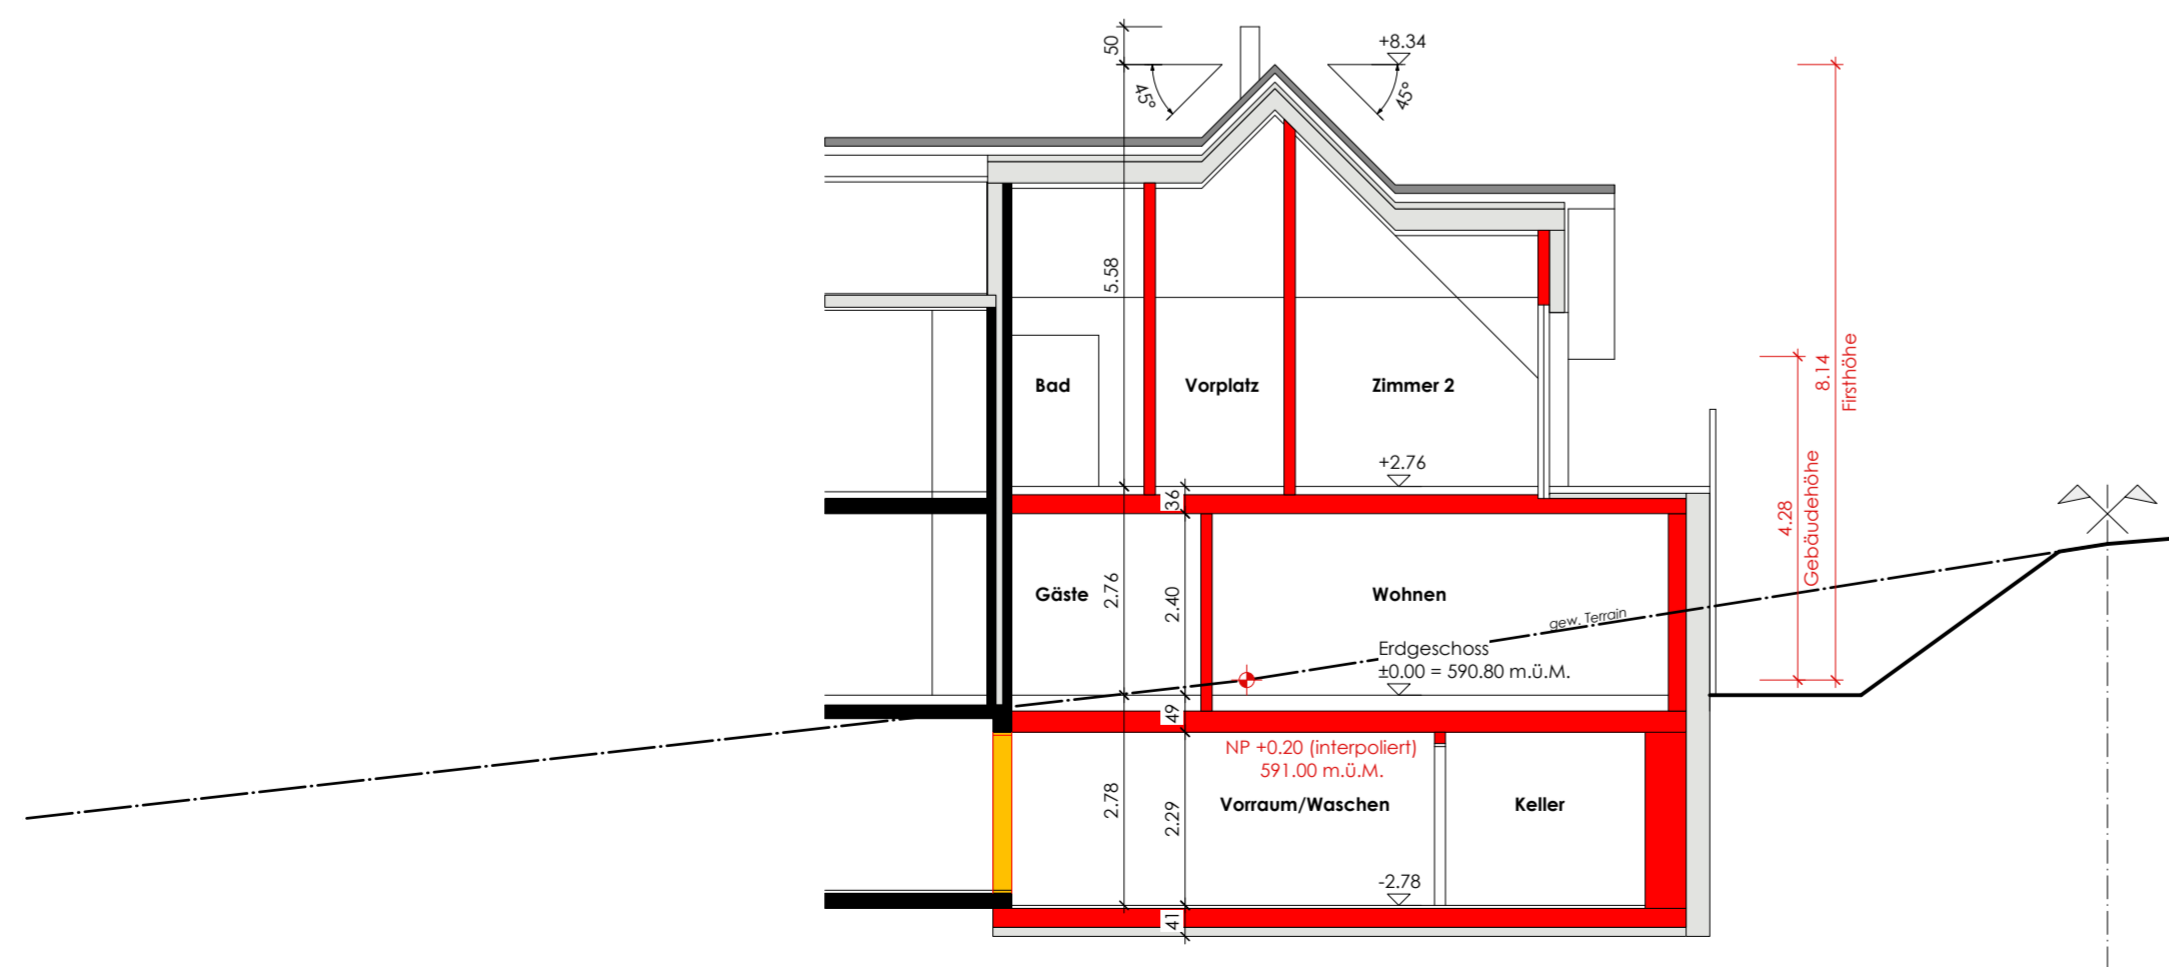 50
+8.34
45°
45°
5.58
8.14
Firsthöhe
Bad
Vorplatz
Zimmer 2
+2.76
36
4.28
Gebäudehöhe
Gäste
2.76
2.40
Wohnen
gew. Terrain
Erdgeschoss
±0.00 = 590.80 m.ü.M.
49
NP +0.20 (interpoliert)
591.00 m.ü.M.
2.78
2.29
Vorraum/Waschen
Keller
-2.78
41